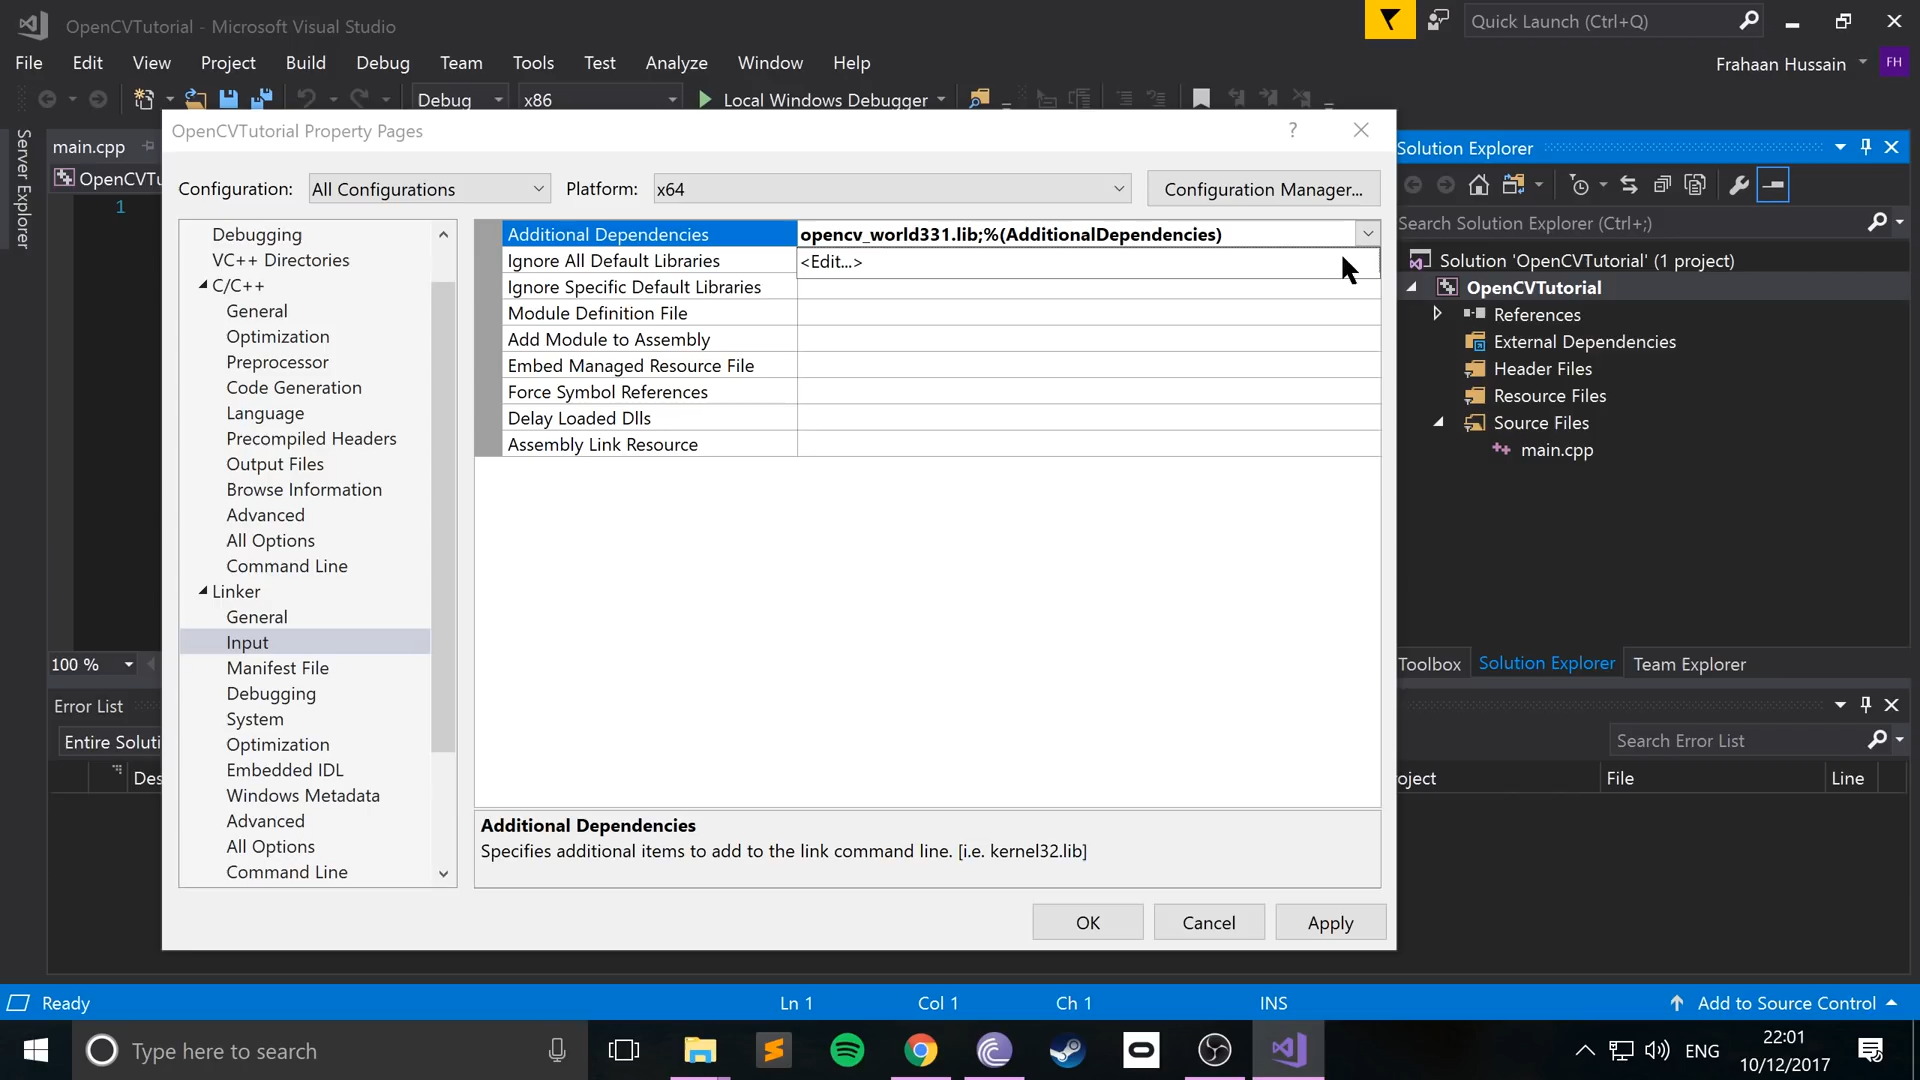 OpenCVTutorial - Microsoft Visual Studio
Quick Launch (Ctrl+Q)
File Edit View Project Build Debug Team Tools Test Analyze Window Help
Frahaan Hussain FH
Debug x86 Local Windows Debugger
Server Explorer
main.cpp
OpenCVTu
1
100 %
Error List
Entire Soluti
Des
OpenCVTutorial Property Pages
?
Configuration: All Configurations Platform: x64 Configuration Manager...
Debugging
VC++ Directories
C/C++
General
Optimization
Preprocessor
Code Generation
Language
Precompiled Headers
Output Files
Browse Information
Advanced
All Options
Command Line
Linker
General
Input
Manifest File
Debugging
System
Optimization
Embedded IDL
Windows Metadata
Advanced
All Options
Command Line
Additional Dependencies opencv_world331.lib;%(AdditionalDependencies)
Ignore All Default Libraries <Edit...>
Ignore Specific Default Libraries
Module Definition File
Add Module to Assembly
Embed Managed Resource File
Force Symbol References
Delay Loaded Dlls
Assembly Link Resource
Additional Dependencies
Specifies additional items to add to the link command line. [i.e. kernel32.lib]
OK Cancel Apply
Solution Explorer
Search Solution Explorer (Ctrl+;)
Solution 'OpenCVTutorial' (1 project)
OpenCVTutorial
References
External Dependencies
Header Files
Resource Files
Source Files
main.cpp
Toolbox Solution Explorer Team Explorer
Search Error List
oject File Line
Ready Ln 1 Col 1 Ch 1 INS Add to Source Control
Type here to search
ENG
22:01
10/12/2017